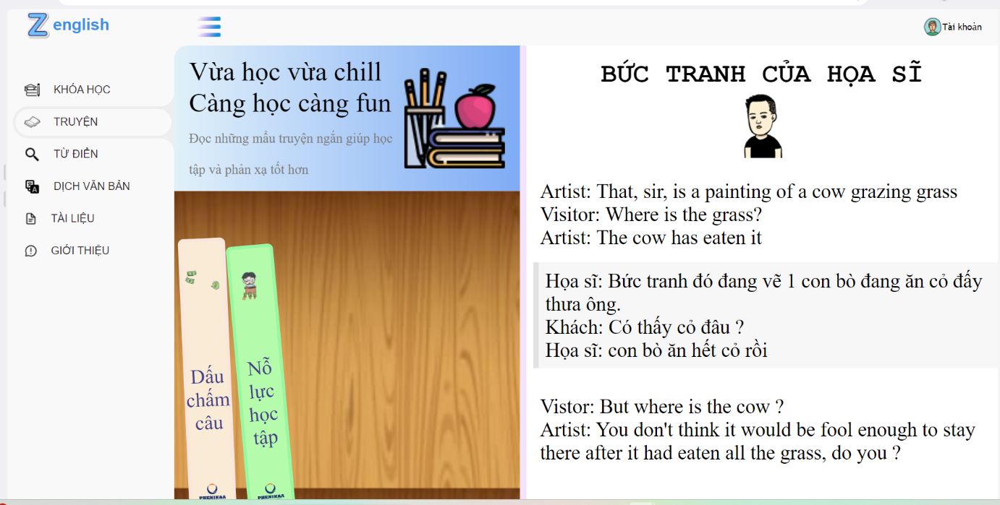 Z english
Tài khoản
KHÓA HỌC
TRUYỆN
TỪ ĐIỂN
DỊCH VĂN BẢN
TÀI LIỆU
GIỚI THIỆU
Vừa học vừa chill
Càng học càng fun
Đọc những mẩu truyện ngắn giúp học
tập và phản xạ tốt hơn
Dấu
chấm
câu
PHENIKAA
Nỗ
lực
học
tập
PHENIKAA
BỨC TRANH CỦA HỌA SĨ
Artist: That, sir, is a painting of a cow grazing grass
Visitor: Where is the grass?
Artist: The cow has eaten it
Họa sĩ: Bức tranh đó đang vẽ 1 con bò đang ăn cỏ đấy
thưa ông.
Khách: Có thấy cỏ đâu ?
Họa sĩ: con bò ăn hết cỏ rồi
Vistor: But where is the cow ?
Artist: You don't think it would be fool enough to stay
there after it had eaten all the grass, do you ?